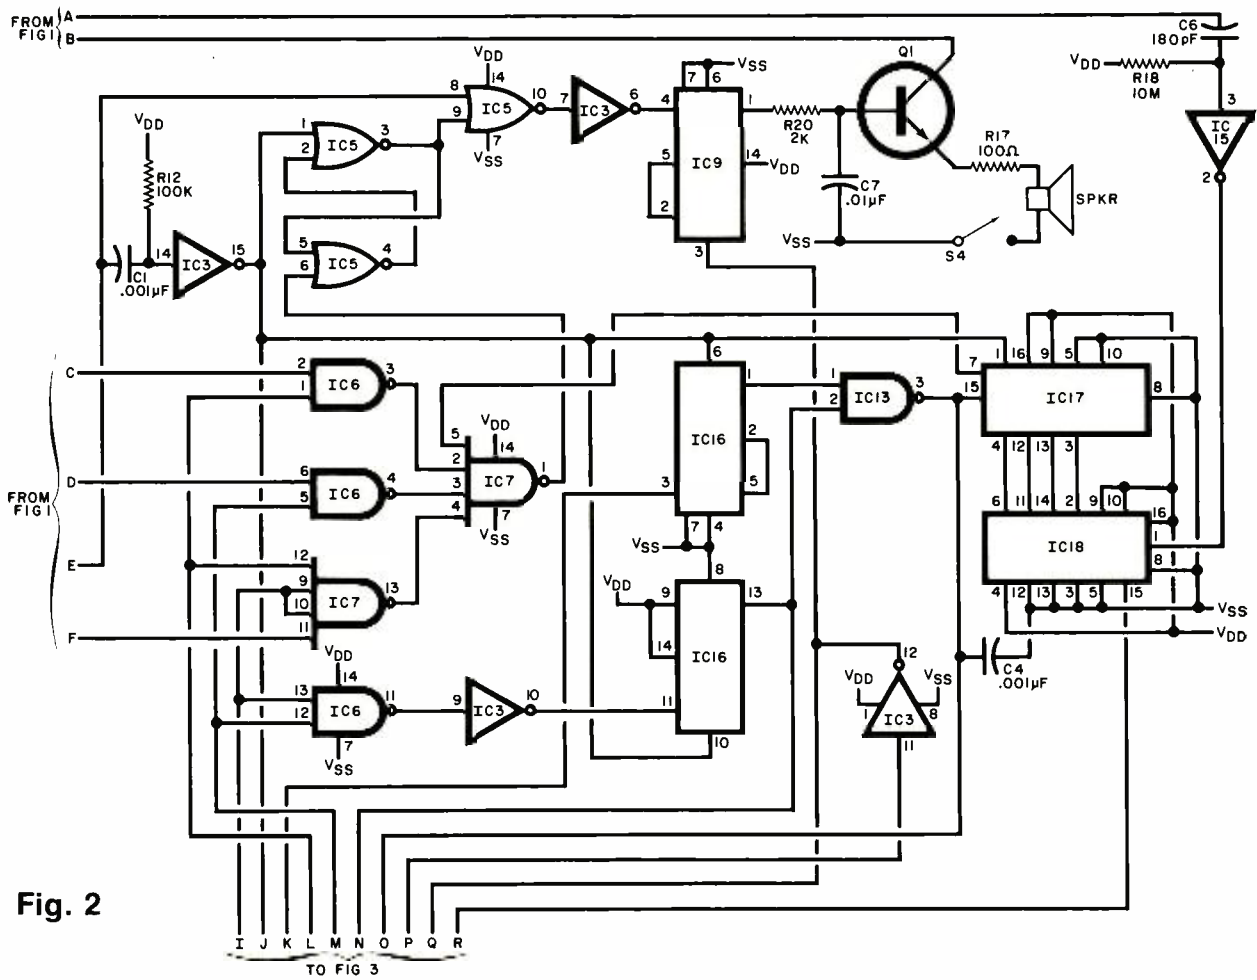 FROM FIG 1
A
B
C6
180pF
VDD
R18
10M
3
IC 15
2
VDD
14
8
9
IC5
10
7
VSS
7
IC3
6
4
7
6
VSS
1
5
IC9
14
VDD
2
3
R20
2K
Q1
C7
.01µF
R17
100Ω
SPKR
VSS
S4
VDD
R12
100K
C1
.001µF
14
IC3
15
1
2
IC5
3
5
6
IC5
4
FROM FIG 1
C
D
E
F
2
1
IC6
3
6
5
IC6
4
12
9
10
11
IC7
13
VDD
14
5
2
3
4
IC7
1
7
VSS
VDD
14
13
12
IC6
11
7
VSS
9
IC3
10
6
1
IC16
2
3
5
7
4
VSS
8
VDD
9
13
14
IC16
11
10
1
2
IC13
3
7
1
16
9
5
10
15
IC17
8
4
12
13
3
6
11
14
2
9
10
16
IC18
1
8
4
12
13
3
5
15
VSS
VDD
C4
.001µF
12
VDD
VSS
1
IC3
8
11
Fig. 2
I J K L M N O P Q R
TO FIG 3